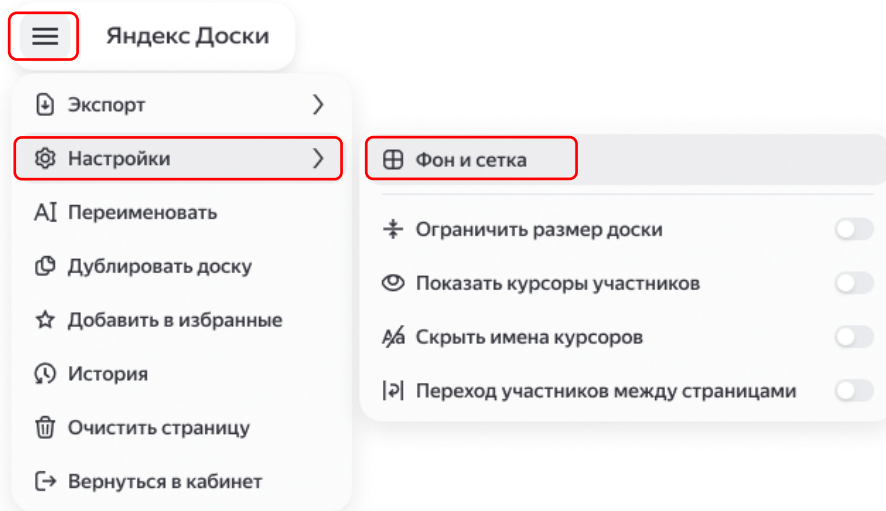 Яндекс Доски
Экспорт
Настройки
Переименовать
Дублировать доску
Добавить в избранные
История
Очистить страницу
Вернуться в кабинет
Фон и сетка
Ограничить размер доски
Показать курсоры участников
Скрыть имена курсоров
Переход участников между страницами